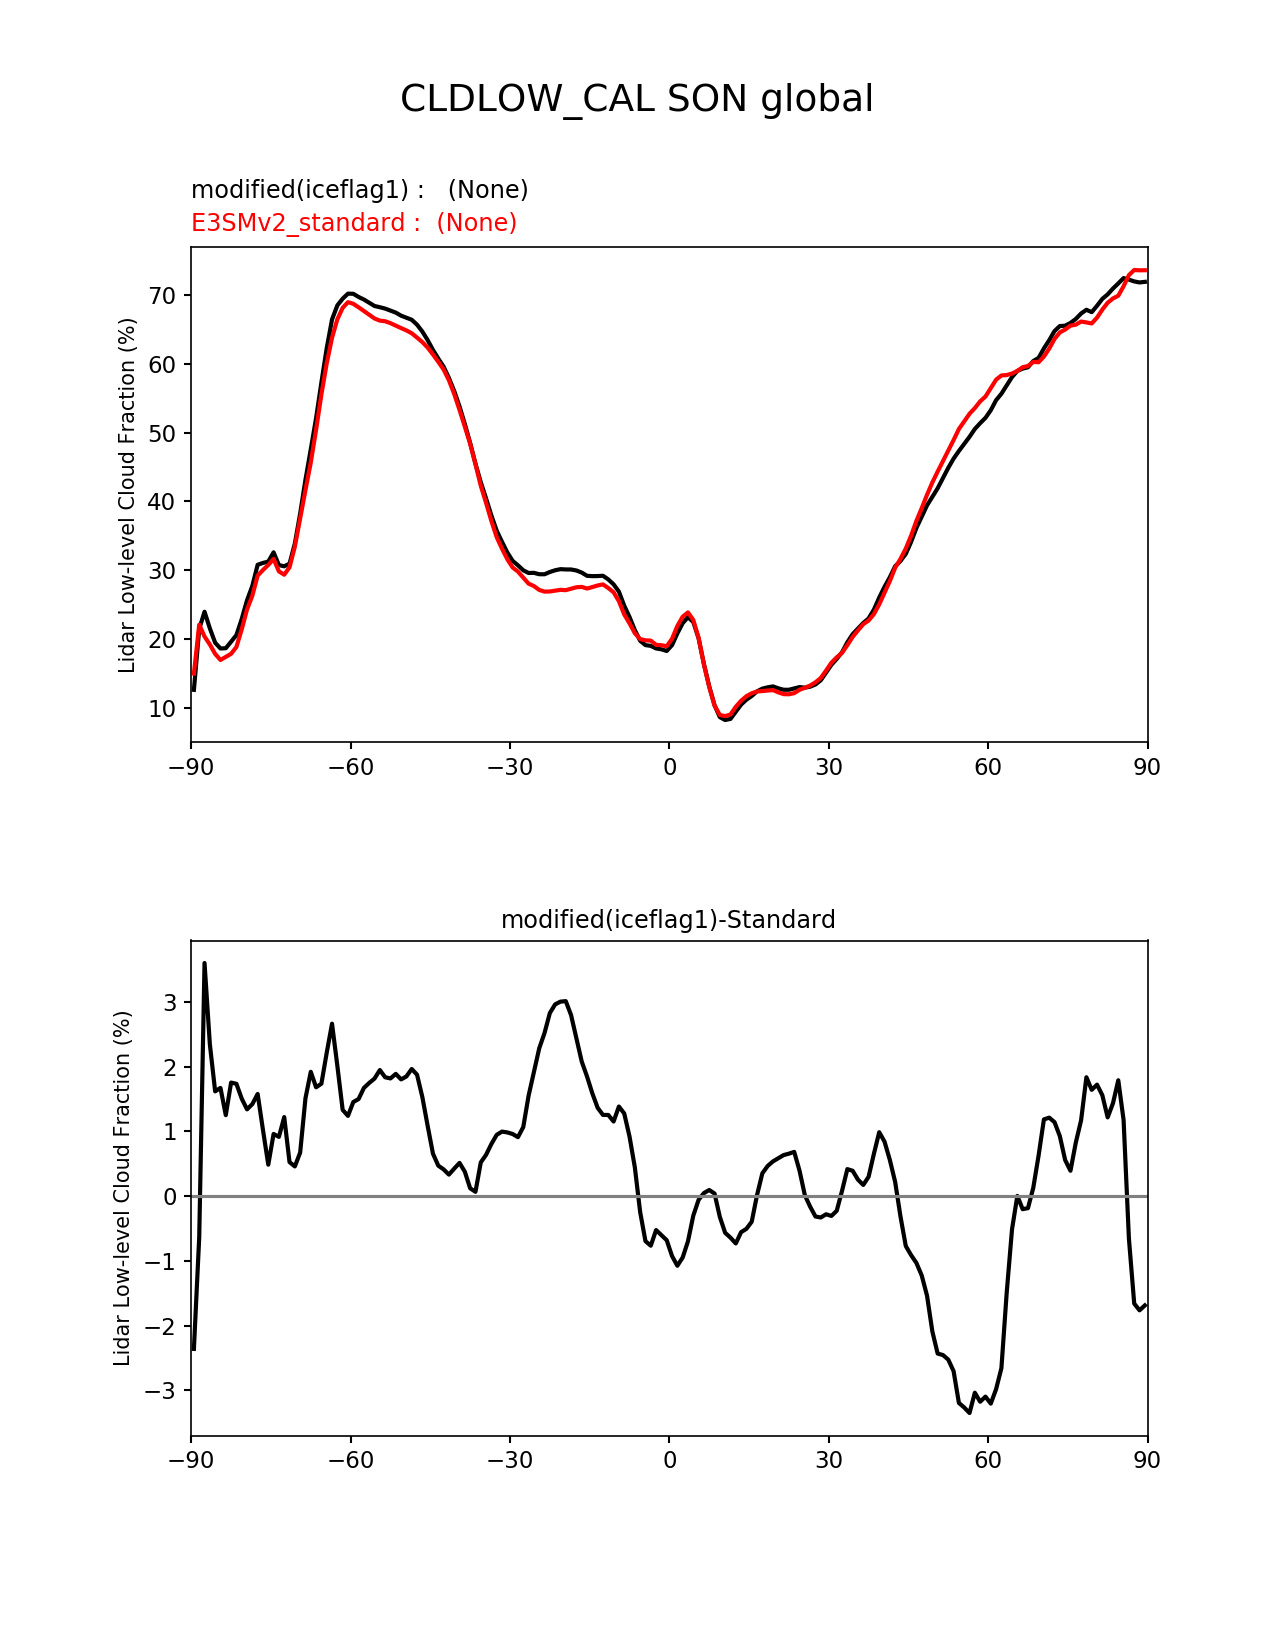 CLDLOW_CAL SON global
modified(iceflag1) :   (None)
E3SMv2_standard :  (None)
Lidar Low-level Cloud Fraction (%)
70
60
50
40
30
20
10
−90 −60 −30 0 30 60 90
modified(iceflag1)-Standard
Lidar Low-level Cloud Fraction (%)
3
2
1
0
−1
−2
−3
−90 −60 −30 0 30 60 90